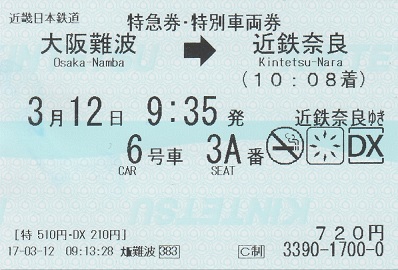 近畿日本鉄道
特急券・特別車両券
大阪難波 ➡ 近鉄奈良
Osaka-Namba Kintetsu-Nara
(10:08着)
3月12日 9:35発 近鉄奈良ゆき
6号車 3A番 DX
CAR SEAT
KINTETSU
[特 510円・DX 210円] 720円
17-03-12 09:13:28 大阪難波 383 C制 3390-1700-0